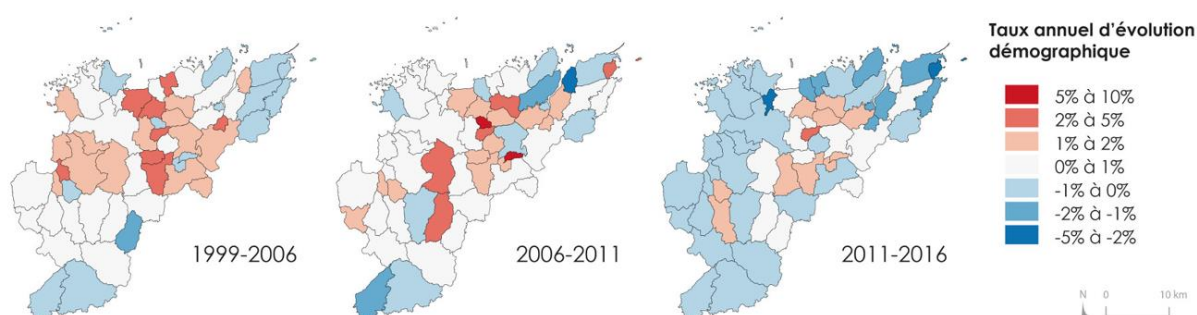 Taux annuel d’évolution
démographique
5% à 10%
2% à 5%
1% à 2%
0% à 1%
-1% à 0%
-2% à -1%
-5% à -2%
1999-2006
2006-2011
2011-2016
N 0 10 km